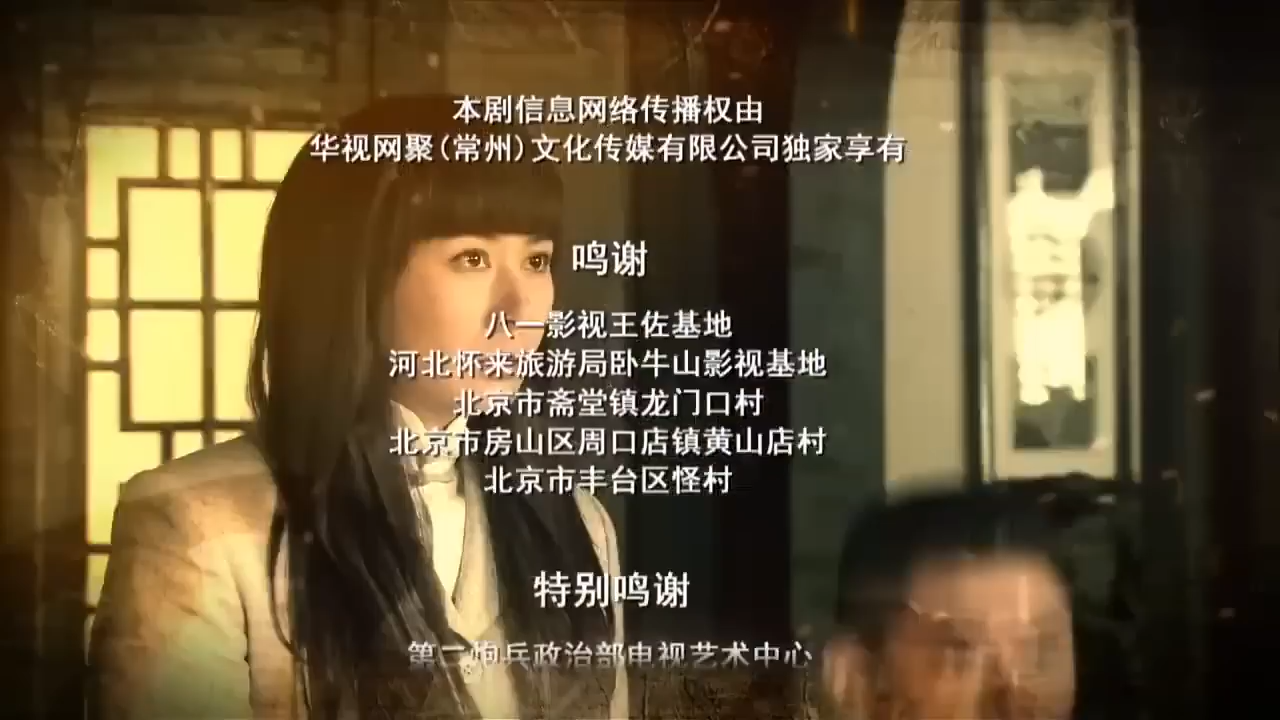 本剧信息网络传播权由
华视网聚(常州)文化传媒有限公司独家享有
鸣谢
八一影视王佐基地
河北怀来旅游局卧牛山影视基地
北京市斋堂镇龙门口村
北京市房山区周口店镇黄山店村
北京市丰台区怪村
特别鸣谢
第二炮兵政治部电视艺术中心